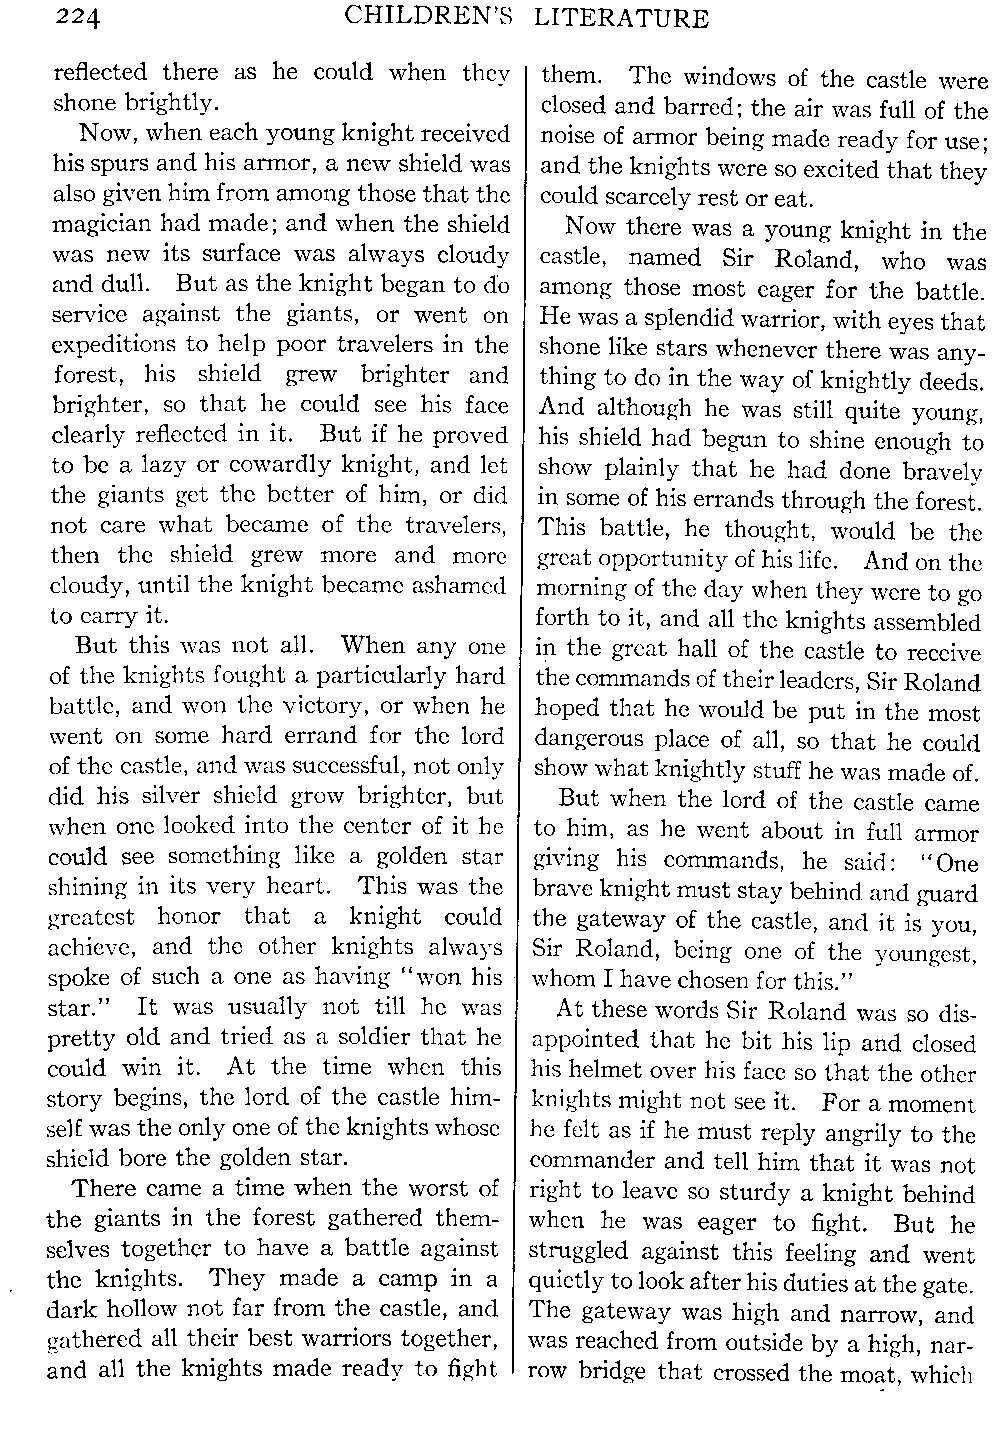 224 CHILDREN'S LITERATURE
reflected there as he could when they
shone brightly.
Now, when each young knight received
his spurs and his armor, a new shield was
also given him from among those that the
magician had made; and when the shield
was new its surface was always cloudy
and dull. But as the knight began to do
service against the giants, or went on
expeditions to help poor travelers in the
forest, his shield grew brighter and
brighter, so that he could see his face
clearly reflected in it. But if he proved
to be a lazy or cowardly knight, and let
the giants get the better of him, or did
not care what became of the travelers,
then the shield grew more and more
cloudy, until the knight became ashamed
to carry it.
But this was not all. When any one
of the knights fought a particularly hard
battle, and won the victory, or when he
went on some hard errand for the lord
of the castle, and was successful, not only
did his silver shield grow brighter, but
when one looked into the center of it he
could see something like a golden star
shining in its very heart. This was the
greatest honor that a knight could
achieve, and the other knights always
spoke of such a one as having "won his
star." It was usually not till he was
pretty old and tried as a soldier that he
could win it. At the time when this
story begins, the lord of the castle him-
self was the only one of the knights whose
shield bore the golden star.
There came a time when the worst of
the giants in the forest gathered them-
selves together to have a battle against
the knights. They made a camp in a
dark hollow not far from the castle, and
gathered all their best warriors together,
and all the knights made ready to fight
them. The windows of the castle were
closed and barred; the air was full of the
noise of armor being made ready for use;
and the knights were so excited that they
could scarcely rest or eat.
Now there was a young knight in the
castle, named Sir Roland, who was
among those most eager for the battle.
He was a splendid warrior, with eyes that
shone like stars whenever there was any-
thing to do in the way of knightly deeds.
And although he was still quite young,
his shield had begun to shine enough to
show plainly that he had done bravely
in some of his errands through the forest.
This battle, he thought, would be the
great opportunity of his life. And on the
morning of the day when they were to go
forth to it, and all the knights assembled
in the great hall of the castle to receive
the commands of their leaders, Sir Roland
hoped that he would be put in the most
dangerous place of all, so that he could
show what knightly stuff he was made of.
But when the lord of the castle came
to him, as he went about in full armor
giving his commands, he said: "One
brave knight must stay behind and guard
the gateway of the castle, and it is you,
Sir Roland, being one of the youngest,
whom I have chosen for this."
At these words Sir Roland was so dis-
appointed that he bit his lip and closed
his helmet over his face so that the other
knights might not see it. For a moment
he felt as if he must reply angrily to the
commander and tell him that it was not
right to leave so sturdy a knight behind
when he was eager to fight. But he
struggled against this feeling and went
quietly to look after his duties at the gate.
The gateway was high and narrow, and
was reached from outside by a high, nar-
row bridge that crossed the moat, which